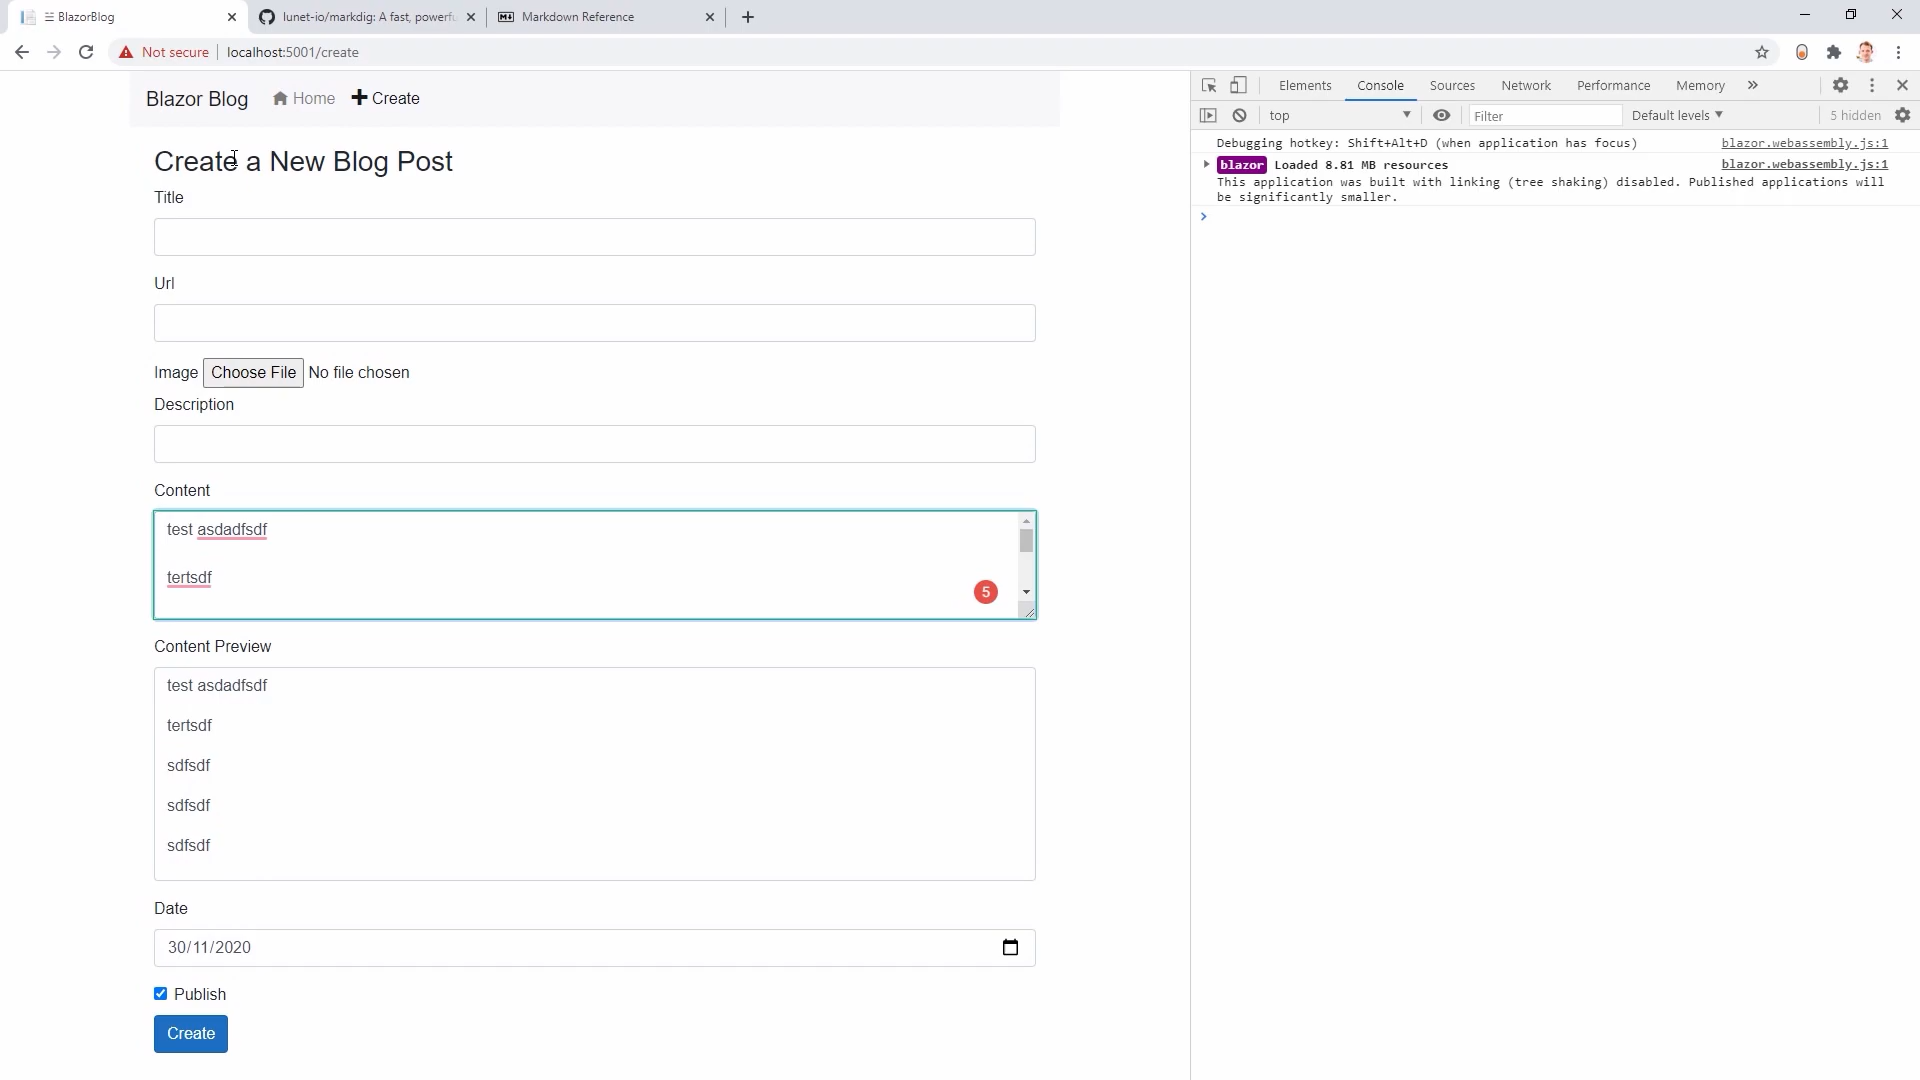 BlazorBlog
lunet-io/markdig: A fast, powerfu
Markdown Reference
Not secure
localhost:5001/create
Blazor Blog
Home
Create
Create a New Blog Post
Title
Url
Image
Choose File
No file chosen
Description
Content
test asdadfsdf
tertsdf
5
Content Preview
test asdadfsdf
tertsdf
sdfsdf
sdfsdf
sdfsdf
Date
30/11/2020
Publish
Create
Elements
Console
Sources
Network
Performance
Memory
top
Filter
Default levels
5 hidden
Debugging hotkey: Shift+Alt+D (when application has focus)
blazor.webassembly.js:1
blazor Loaded 8.81 MB resources
blazor.webassembly.js:1
This application was built with linking (tree shaking) disabled. Published applications will
be significantly smaller.